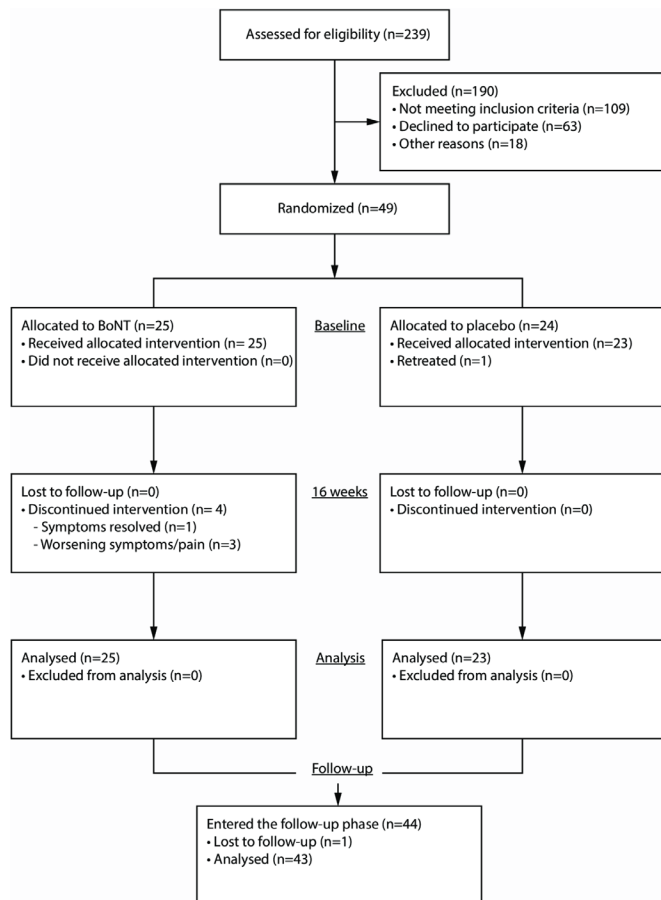 Assessed for eligibility (n=239)
Excluded (n=190)
• Not meeting inclusion criteria (n=109)
• Declined to participate (n=63)
• Other reasons (n=18)
Randomized (n=49)
Allocated to BoNT (n=25)
• Received allocated intervention (n= 25)
• Did not receive allocated intervention (n=0)
Baseline
Allocated to placebo (n=24)
• Received allocated intervention (n=23)
• Retreated (n=1)
Lost to follow-up (n=0)
• Discontinued intervention (n= 4)
- Symptoms resolved (n=1)
- Worsening symptoms/pain (n=3)
16 weeks
Lost to follow-up (n=0)
• Discontinued intervention (n=0)
Analysed (n=25)
• Excluded from analysis (n=0)
Analysis
Analysed (n=23)
• Excluded from analysis (n=0)
Follow-up
Entered the follow-up phase (n=44)
• Lost to follow-up (n=1)
• Analysed (n=43)